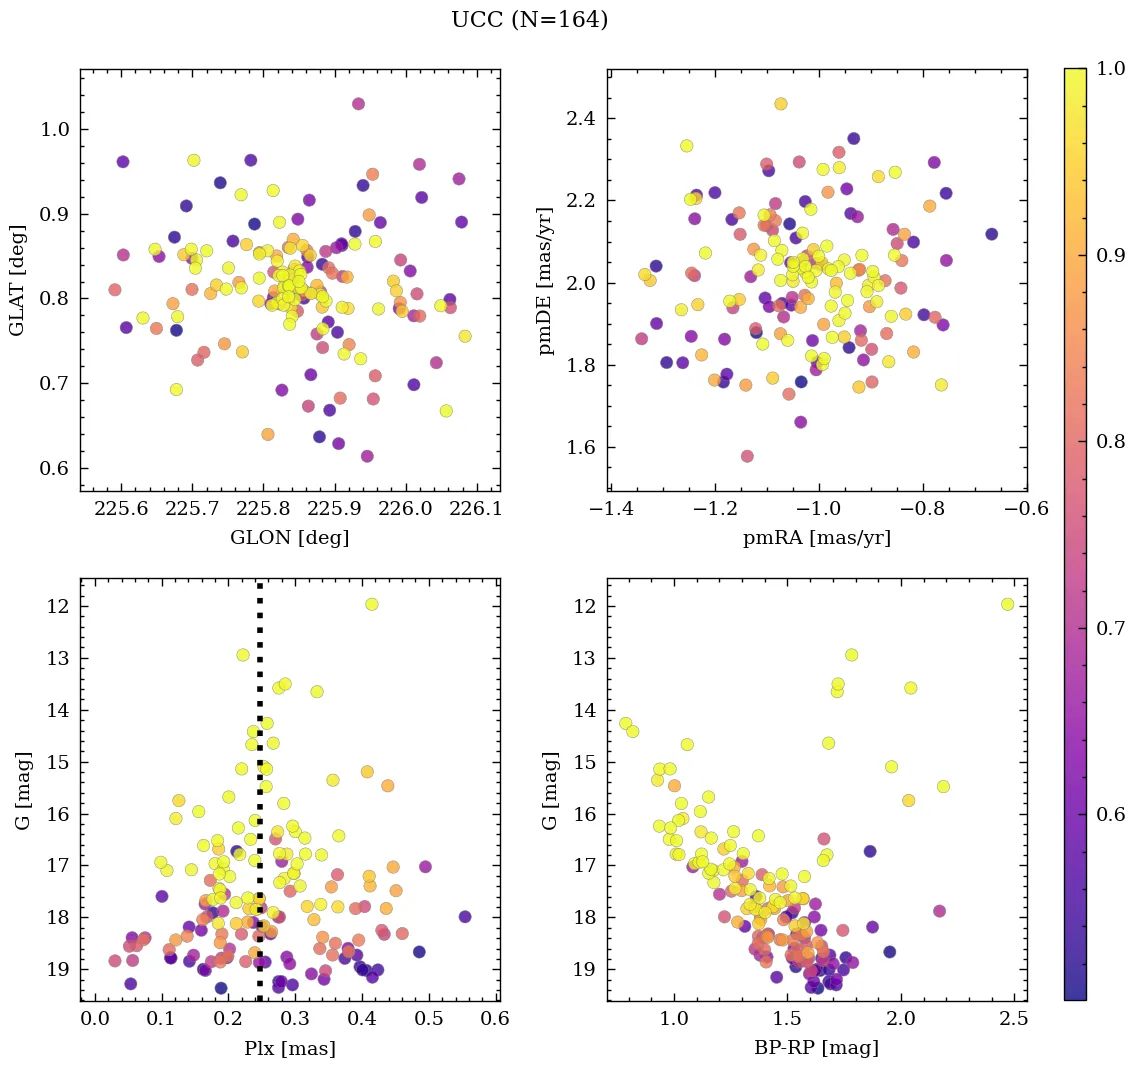 UCC (N=164)
1.0
0.9
0.8
0.7
0.6
GLAT [deg]
225.6 225.7 225.8 225.9 226.0 226.1
GLON [deg]
2.4
2.2
2.0
1.8
1.6
pmDE [mas/yr]
−1.4 −1.2 −1.0 −0.8 −0.6
pmRA [mas/yr]
12
13
14
15
16
17
18
19
G [mag]
0.0 0.1 0.2 0.3 0.4 0.5 0.6
Plx [mas]
12
13
14
15
16
17
18
19
G [mag]
1.0 1.5 2.0 2.5
BP-RP [mag]
1.0
0.9
0.8
0.7
0.6